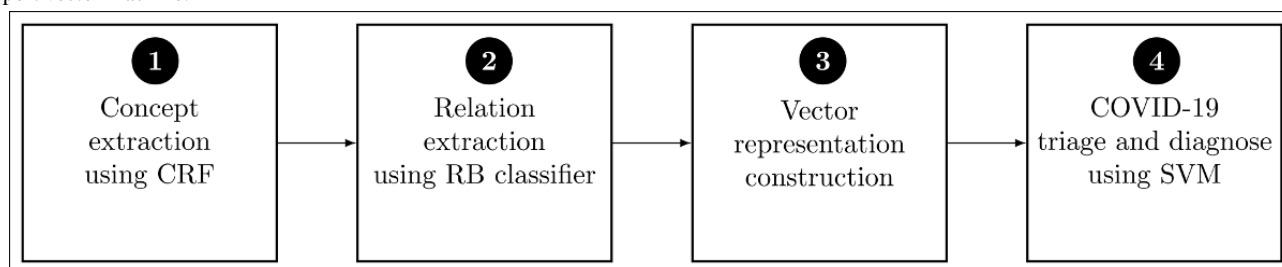 1
Concept
extraction
using CRF
2
Relation
extraction
using RB classifier
3
Vector
representation
construction
4
COVID-19
triage and diagnose
using SVM